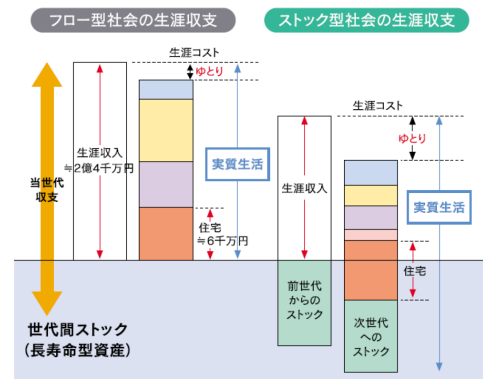 フロー型社会の生涯収支
生涯コスト
ゆとり
生涯収入
≒2億4千万円
当世代
収支
実質生活
住宅
≒6千万円
世代間ストック
(長寿命型資産)
ストック型社会の生涯収支
生涯コスト
ゆとり
生涯収入
実質生活
住宅
前世代
からの
ストック
次世代
への
ストック